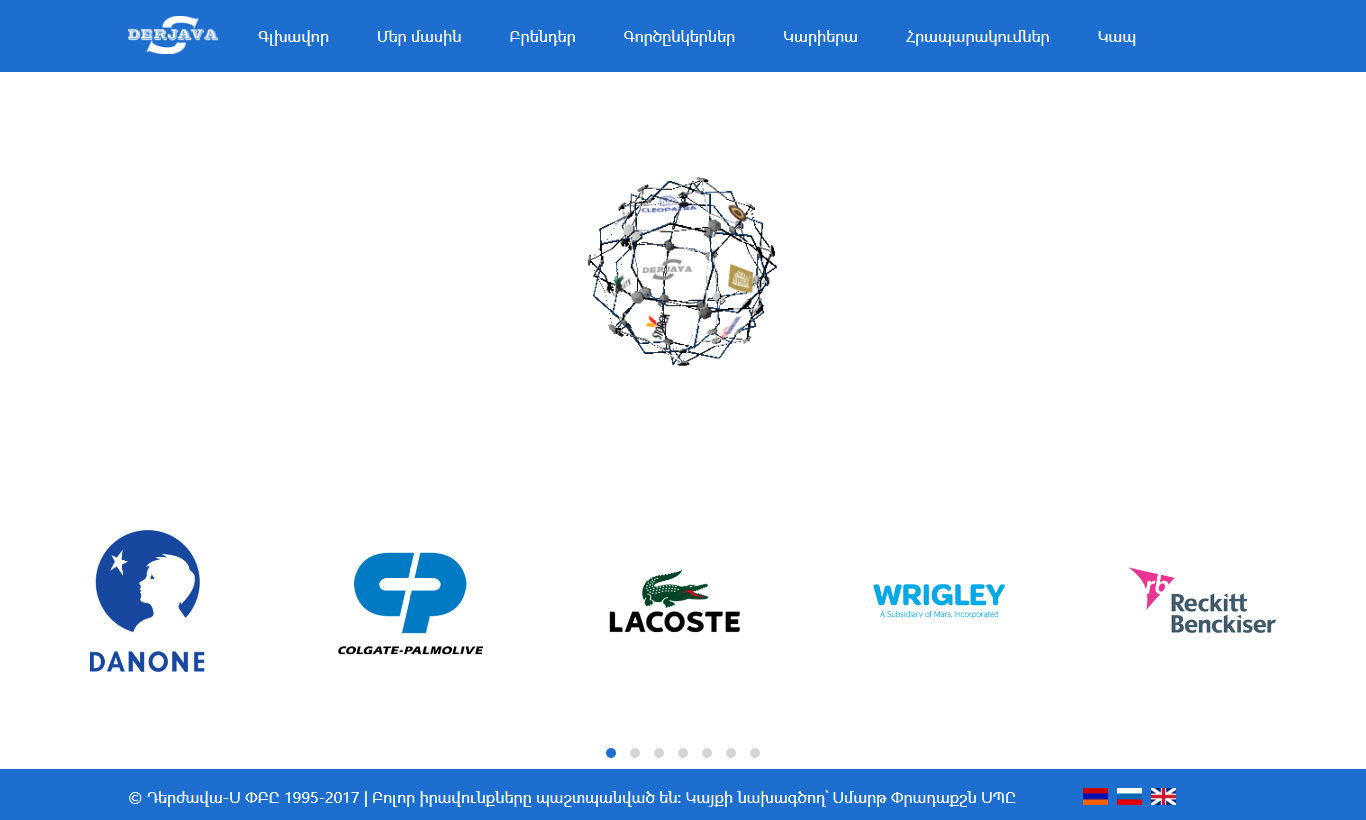 DERJAVA
Գլխավոր
Մեր մասին
Բրենդեր
Գործընկերներ
Կարիերա
Հրապարակումներ
Կապ
CLEOPATRA
DERJAVA
DANONE
COLGATE-PALMOLIVE
LACOSTE
WRIGLEY
A Subsidiary of Mars, Incorporated
rb
Reckitt
Benckiser
© Դերժավա-Ս ՓԲԸ 1995-2017 | Բոլոր իրավունքները պաշտպանված են: Կայքի նախագծող՝ Սմարթ Փրադաքշն ՍՊԸ